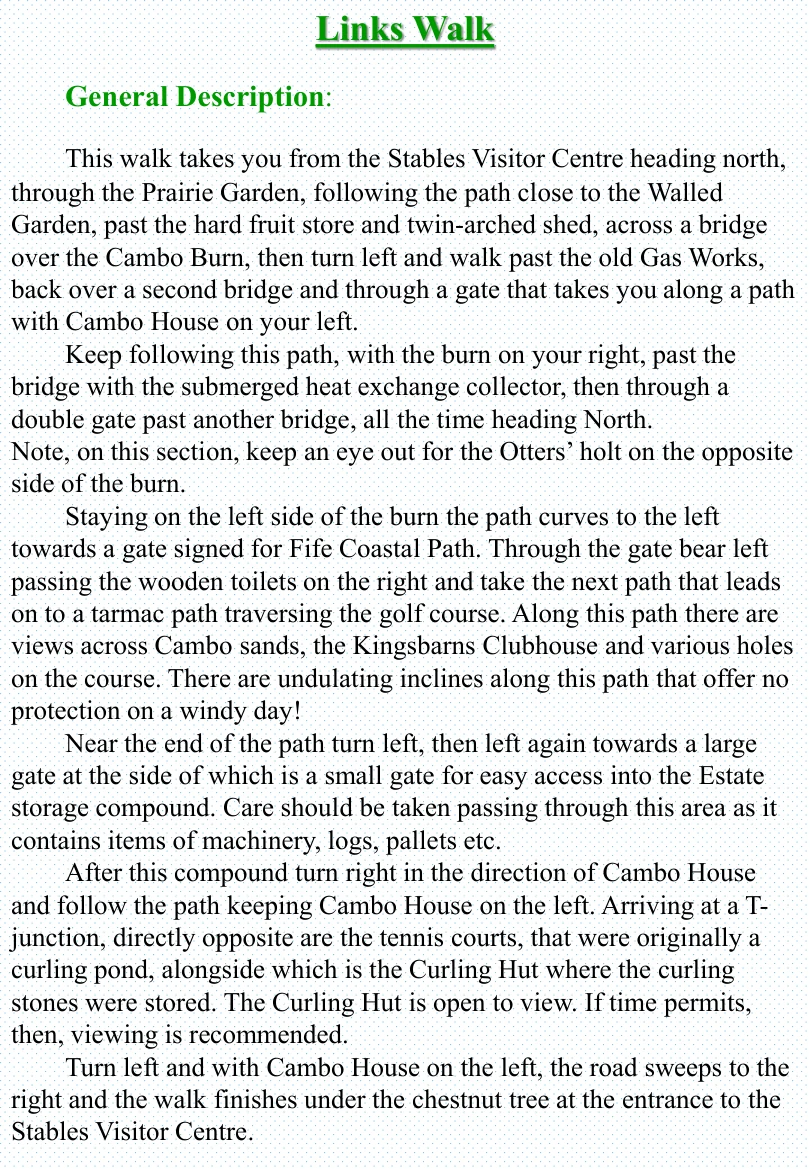 Links Walk
General Description:
This walk takes you from the Stables Visitor Centre heading north,
through the Prairie Garden, following the path close to the Walled
Garden, past the hard fruit store and twin-arched shed, across a bridge
over the Cambo Burn, then turn left and walk past the old Gas Works,
back over a second bridge and through a gate that takes you along a path
with Cambo House on your left.
Keep following this path, with the burn on your right, past the
bridge with the submerged heat exchange collector, then through a
double gate past another bridge, all the time heading North.
Note, on this section, keep an eye out for the Otters’ holt on the opposite
side of the burn.
Staying on the left side of the burn the path curves to the left
towards a gate signed for Fife Coastal Path. Through the gate bear left
passing the wooden toilets on the right and take the next path that leads
on to a tarmac path traversing the golf course. Along this path there are
views across Cambo sands, the Kingsbarns Clubhouse and various holes
on the course. There are undulating inclines along this path that offer no
protection on a windy day!
Near the end of the path turn left, then left again towards a large
gate at the side of which is a small gate for easy access into the Estate
storage compound. Care should be taken passing through this area as it
contains items of machinery, logs, pallets etc.
After this compound turn right in the direction of Cambo House
and follow the path keeping Cambo House on the left. Arriving at a T-
junction, directly opposite are the tennis courts, that were originally a
curling pond, alongside which is the Curling Hut where the curling
stones were stored. The Curling Hut is open to view. If time permits,
then, viewing is recommended.
Turn left and with Cambo House on the left, the road sweeps to the
right and the walk finishes under the chestnut tree at the entrance to the
Stables Visitor Centre.